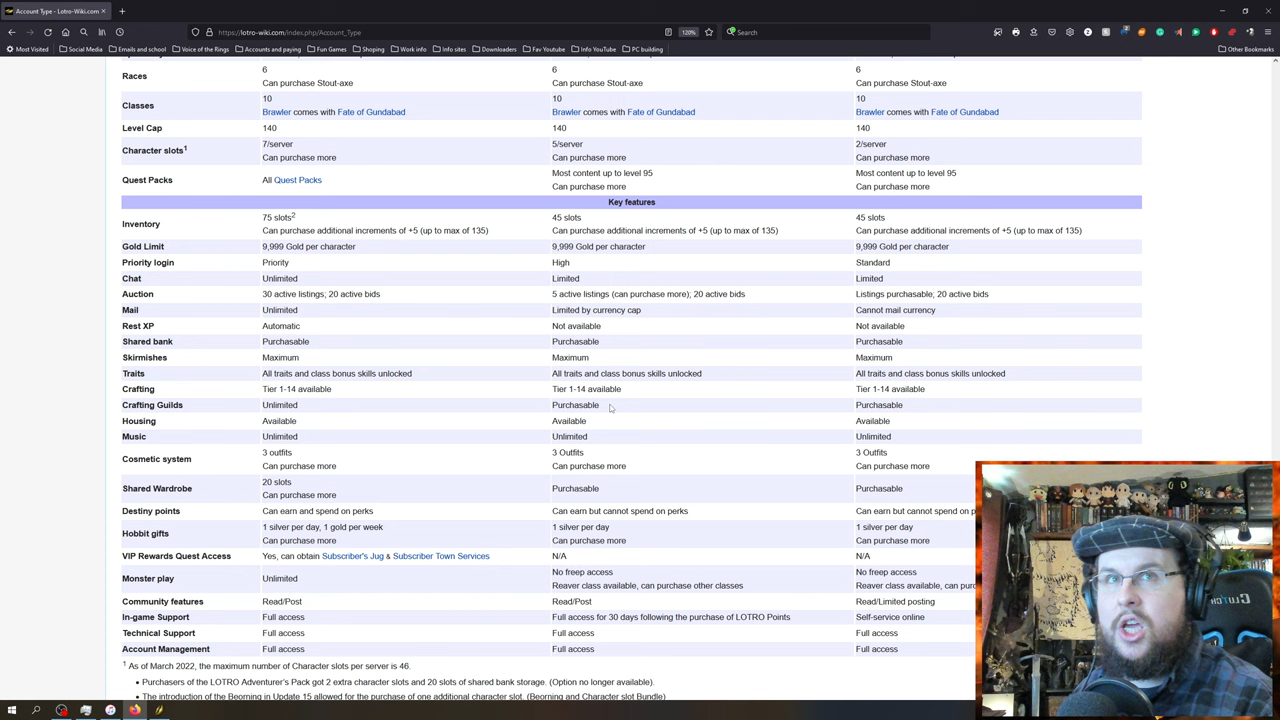 Account Type - Lotro-Wiki.com
https://lotro-wiki.com/index.php/Account_Type
120%
Search
Most Visited
Social Media
Emails and school
Voice of the Rings
Accounts and paying
Fun Games
Shoping
Work info
Info sites
Downloaders
Fav Youtube
Info YouTube
PC building
Other Bookmarks
Races 6 6 6
Can purchase Stout-axe Can purchase Stout-axe Can purchase Stout-axe
Classes 10 10 10
Brawler comes with Fate of Gundabad Brawler comes with Fate of Gundabad Brawler comes with Fate of Gundabad
Level Cap 140 140 140
Character slots1 7/server 5/server 2/server
Can purchase more Can purchase more Can purchase more
Quest Packs All Quest Packs Most content up to level 95 Most content up to level 95
Can purchase more Can purchase more
Key features
Inventory 75 slots2 45 slots 45 slots
Can purchase additional increments of +5 (up to max of 135) Can purchase additional increments of +5 (up to max of 135) Can purchase additional increments of +5 (up to max of 135)
Gold Limit 9,999 Gold per character 9,999 Gold per character 9,999 Gold per character
Priority login Priority High Standard
Chat Unlimited Limited Limited
Auction 30 active listings; 20 active bids 5 active listings (can purchase more); 20 active bids Listings purchasable; 20 active bids
Mail Unlimited Limited by currency cap Cannot mail currency
Rest XP Automatic Not available Not available
Shared bank Purchasable Purchasable Purchasable
Skirmishes Maximum Maximum Maximum
Traits All traits and class bonus skills unlocked All traits and class bonus skills unlocked All traits and class bonus skills unlocked
Crafting Tier 1-14 available Tier 1-14 available Tier 1-14 available
Crafting Guilds Unlimited Purchasable Purchasable
Housing Available Available Available
Music Unlimited Unlimited Unlimited
Cosmetic system 3 outfits 3 Outfits 3 Outfits
Can purchase more Can purchase more Can purchase more
Shared Wardrobe 20 slots Purchasable Purchasable
Can purchase more
Destiny points Can earn and spend on perks Can earn but cannot spend on perks Can earn but cannot spend on p
Hobbit gifts 1 silver per day, 1 gold per week 1 silver per day 1 silver per day
Can purchase more Can purchase more Can purchase more
VIP Rewards Quest Access Yes, can obtain Subscriber's Jug & Subscriber Town Services N/A N/A
Monster play Unlimited No freep access No freep access
Reaver class available, can purchase other classes Reaver class available, can pur
Community features Read/Post Read/Post Read/Limited posting
In-game Support Full access Full access for 30 days following the purchase of LOTRO Points Self-service online
Technical Support Full access Full access Full access
Account Management Full access Full access Full access
1 As of March 2022, the maximum number of Character slots per server is 46.
• Purchasers of the LOTRO Adventurer's Pack got 2 extra character slots and 20 slots of shared bank storage. (Option no longer available).
• The introduction of the Beorning in Update 15 allowed for the purchase of one additional character slot. (Beorning and Character slot Bundle)
CLUTCH